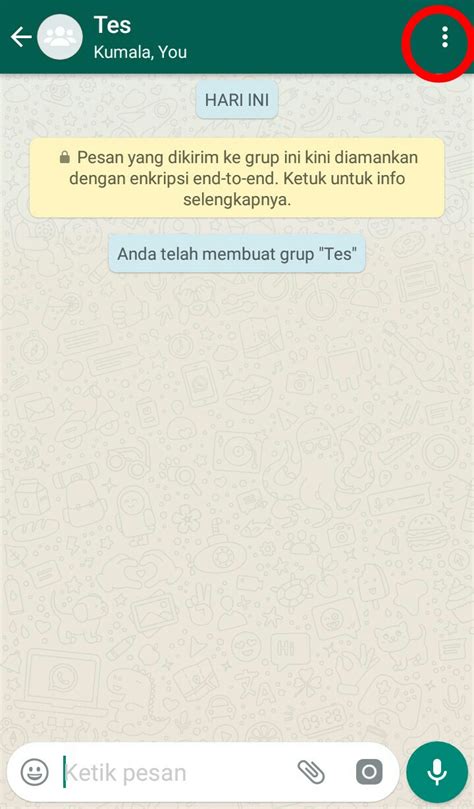 Tes
Kumala, You
HARI INI
Pesan yang dikirim ke grup ini kini diamankan
dengan enkripsi end-to-end. Ketuk untuk info
selengkapnya.
Anda telah membuat grup "Tes"
Ketik pesan